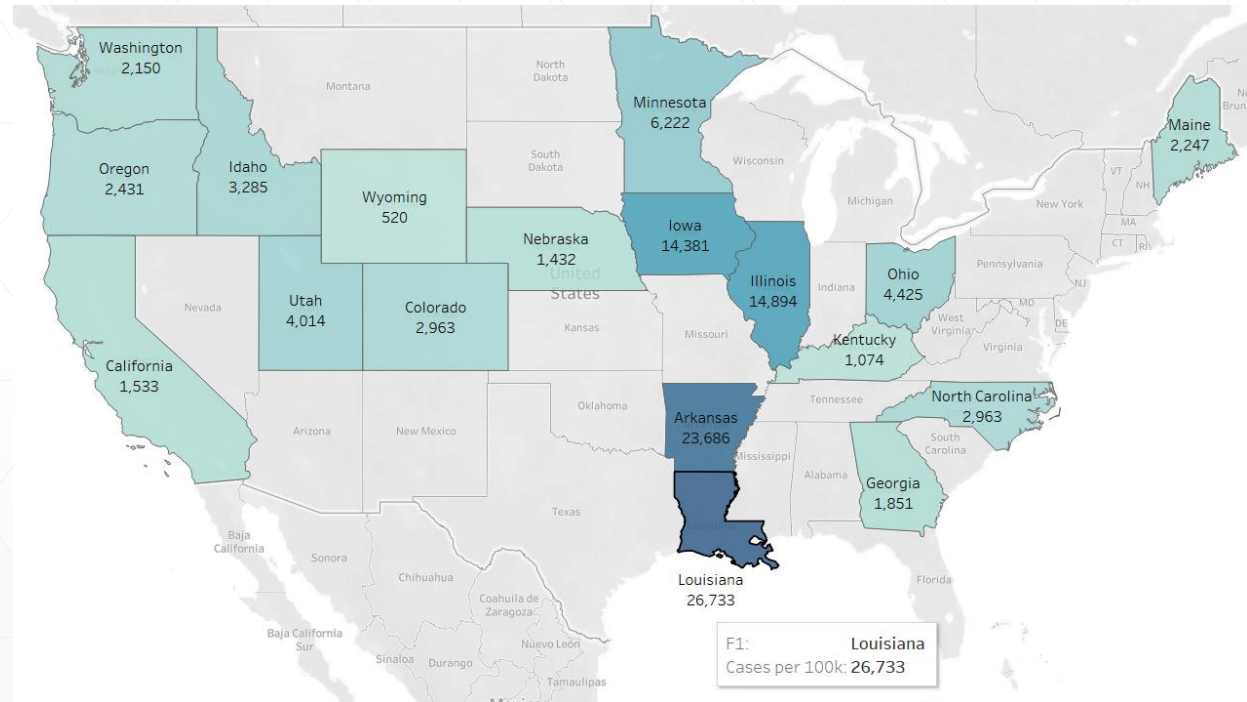 Washington
2,150
Montana
North
Dakota
Minnesota
6,222
Maine
2,247
Oregon
2,431
Idaho
3,285
South
Dakota
Wisconsin
VT
NH
Wyoming
520
Michigan
New York
MA
CT
Nebraska
1,432
Iowa
14,381
United
States
Illinois
14,894
Indiana
Ohio
4,425
Pennsylvania
NJ
MD
DE
Nevada
Utah
4,014
Colorado
2,963
Kansas
Missouri
West
Virginia
Virginia
Kentucky
1,074
California
1,533
Arizona
New Mexico
Oklahoma
Arkansas
23,686
Tennessee
North Carolina
2,963
South
Carolina
Mississippi
Alabama
Georgia
1,851
Texas
Louisiana
Louisiana
26,733
Florida
Baja
California
Sonora
Chihuahua
Coahuila de
Zaragoza
Baja California
Sur
Sinaloa
Durango
Nuevo León
Tamaulipas
F1: Louisiana
Cases per 100k: 26,733